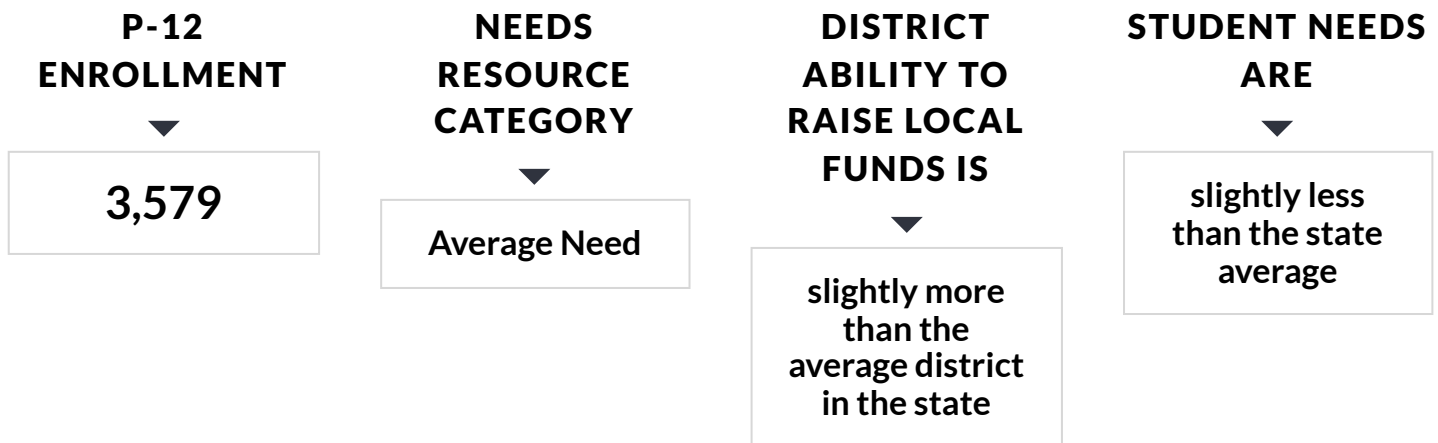 P-12
ENROLLMENT
3,579
NEEDS
RESOURCE
CATEGORY
Average Need
DISTRICT
ABILITY TO
RAISE LOCAL
FUNDS IS
slightly more
than the
average district
in the state
STUDENT NEEDS
ARE
slightly less
than the state
average